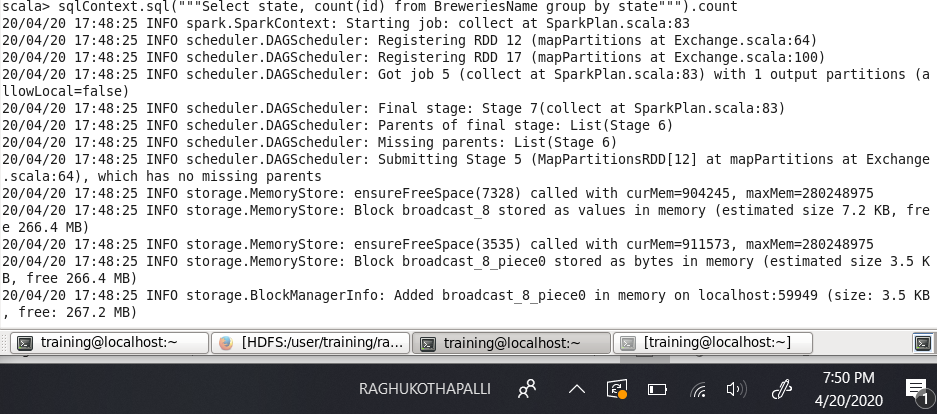 scala> sqlContext.sql("""Select state, count(id) from BreweriesName group by state""").count
20/04/20 17:48:25 INFO spark.SparkContext: Starting job: collect at SparkPlan.scala:83
20/04/20 17:48:25 INFO scheduler.DAGScheduler: Registering RDD 12 (mapPartitions at Exchange.scala:64)
20/04/20 17:48:25 INFO scheduler.DAGScheduler: Registering RDD 17 (mapPartitions at Exchange.scala:100)
20/04/20 17:48:25 INFO scheduler.DAGScheduler: Got job 5 (collect at SparkPlan.scala:83) with 1 output partitions (a
llowLocal=false)
20/04/20 17:48:25 INFO scheduler.DAGScheduler: Final stage: Stage 7(collect at SparkPlan.scala:83)
20/04/20 17:48:25 INFO scheduler.DAGScheduler: Parents of final stage: List(Stage 6)
20/04/20 17:48:25 INFO scheduler.DAGScheduler: Missing parents: List(Stage 6)
20/04/20 17:48:25 INFO scheduler.DAGScheduler: Submitting Stage 5 (MapPartitionsRDD[12] at mapPartitions at Exchange
.scala:64), which has no missing parents
20/04/20 17:48:25 INFO storage.MemoryStore: ensureFreeSpace(7328) called with curMem=904245, maxMem=280248975
20/04/20 17:48:25 INFO storage.MemoryStore: Block broadcast_8 stored as values in memory (estimated size 7.2 KB, fre
e 266.4 MB)
20/04/20 17:48:25 INFO storage.MemoryStore: ensureFreeSpace(3535) called with curMem=911573, maxMem=280248975
20/04/20 17:48:25 INFO storage.MemoryStore: Block broadcast_8_piece0 stored as bytes in memory (estimated size 3.5 K
B, free 266.4 MB)
20/04/20 17:48:25 INFO storage.BlockManagerInfo: Added broadcast_8_piece0 in memory on localhost:59949 (size: 3.5 KB
, free: 267.2 MB)
training@localhost:~
[HDFS:/user/training/ra...
training@localhost:~
[training@localhost:~]
RAGHUKOTHAPALLI
7:50 PM
4/20/2020
1